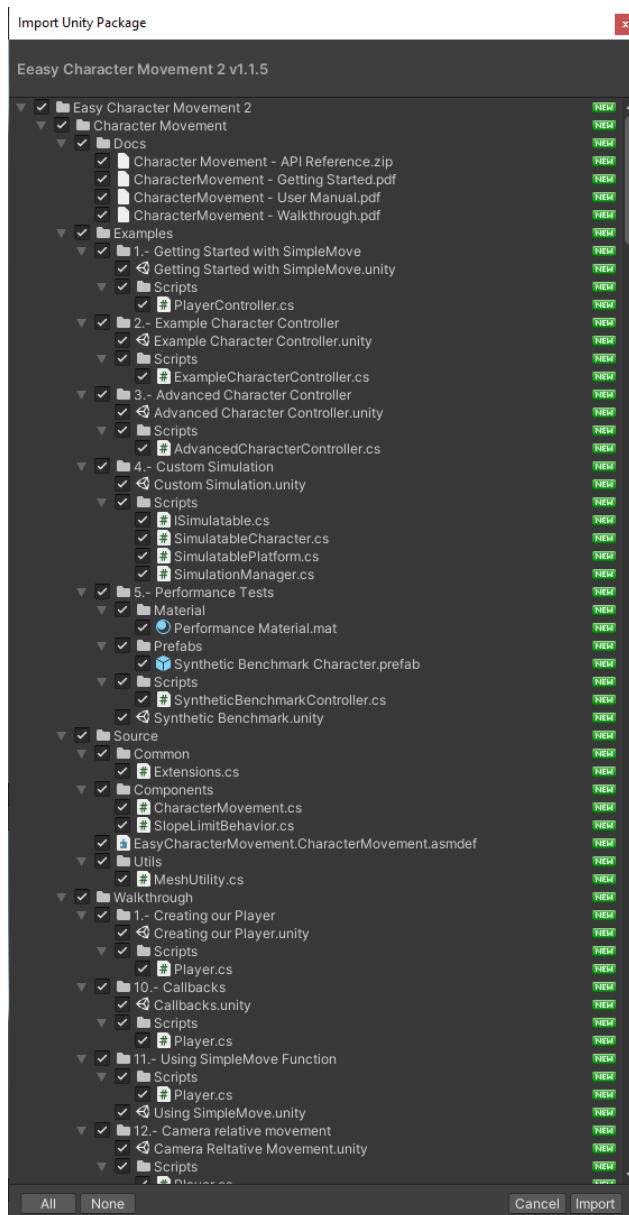 Import Unity Package
x
Eeasy Character Movement 2 v1.1.5
Easy Character Movement 2 NEW
Character Movement NEW
Docs NEW
Character Movement - API Reference.zip NEW
CharacterMovement - Getting Started.pdf NEW
CharacterMovement - User Manual.pdf NEW
CharacterMovement - Walkthrough.pdf NEW
Examples NEW
1.- Getting Started with SimpleMove NEW
Getting Started with SimpleMove.unity NEW
Scripts NEW
PlayerController.cs NEW
2.- Example Character Controller NEW
Example Character Controller.unity NEW
Scripts NEW
ExampleCharacterController.cs NEW
3.- Advanced Character Controller NEW
Advanced Character Controller.unity NEW
Scripts NEW
AdvancedCharacterController.cs NEW
4.- Custom Simulation NEW
Custom Simulation.unity NEW
Scripts NEW
ISimulatable.cs NEW
SimulatableCharacter.cs NEW
SimulatablePlatform.cs NEW
SimulationManager.cs NEW
5.- Performance Tests NEW
Material NEW
Performance Material.mat NEW
Prefabs NEW
Synthetic Benchmark Character.prefab NEW
Scripts NEW
SyntheticBenchmarkController.cs NEW
Synthetic Benchmark.unity NEW
Source NEW
Common NEW
Extensions.cs NEW
Components NEW
CharacterMovement.cs NEW
SlopeLimitBehavior.cs NEW
EasyCharacterMovement.CharacterMovement.asmdef NEW
Utils NEW
MeshUtility.cs NEW
Walkthrough NEW
1.- Creating our Player NEW
Creating our Player.unity NEW
Scripts NEW
Player.cs NEW
10.- Callbacks NEW
Callbacks.unity NEW
Scripts NEW
Player.cs NEW
11.- Using SimpleMove Function NEW
Scripts NEW
Player.cs NEW
Using SimpleMove.unity NEW
12.- Camera relative movement NEW
Camera Reltative Movement.unity NEW
Scripts NEW
Player.cs NEW
All None Cancel Import